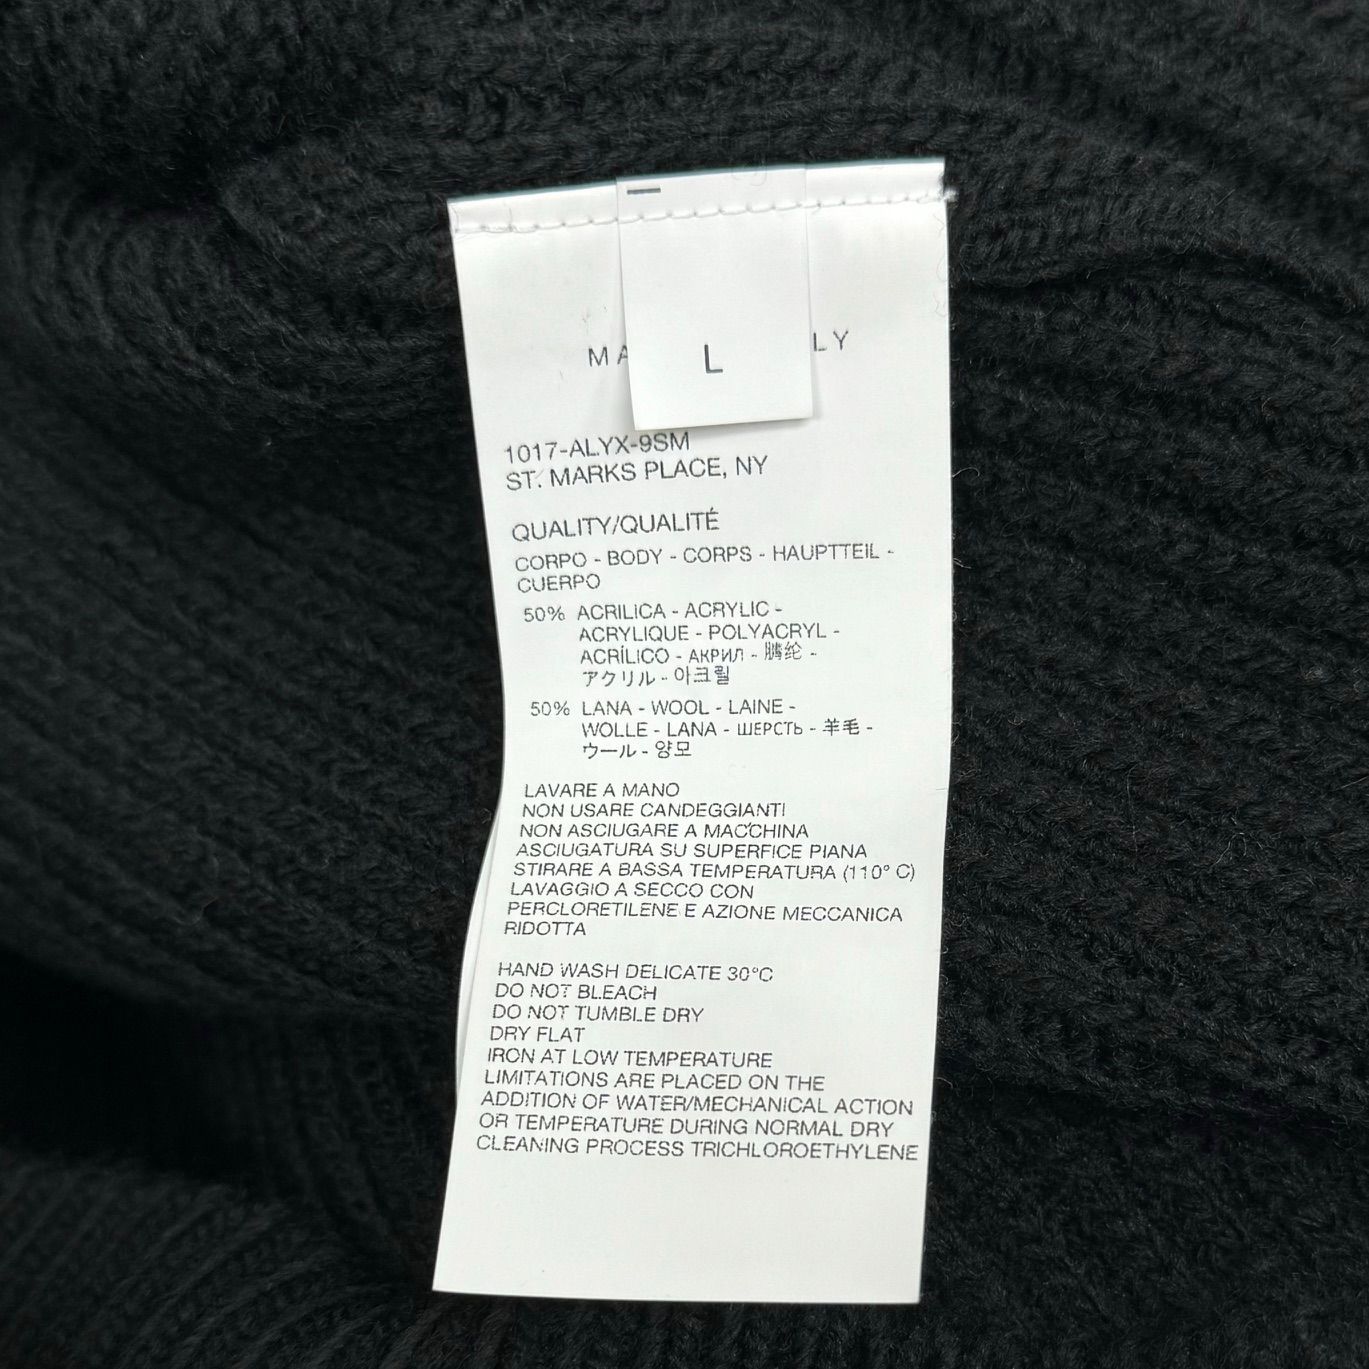 L
MA LY
1017-ALYX-9SM
ST. MARKS PLACE, NY
QUALITY/QUALITÉ
CORPO - BODY - CORPS - HAUPTTEIL -
CUERPO
50% ACRILICA - ACRYLIC -
ACRYLIQUE - POLYACRYL -
ACRÍLICO - АКРИЛ - 腈纶 -
アクリル - 아크릴
50% LANA - WOOL - LAINE -
WOLLE - LANA - ШЕРСТЬ - 羊毛 -
ウール - 양모
LAVARE A MANO
NON USARE CANDEGGIANTI
NON ASCIUGARE A MACCHINA
ASCIUGATURA SU SUPERFICE PIANA
STIRARE A BASSA TEMPERATURA (110° C)
LAVAGGIO A SECCO CON
PERCLORETILENE E AZIONE MECCANICA
RIDOTTA
HAND WASH DELICATE 30°C
DO NOT BLEACH
DO NOT TUMBLE DRY
DRY FLAT
IRON AT LOW TEMPERATURE
LIMITATIONS ARE PLACED ON THE
ADDITION OF WATER/MECHANICAL ACTION
OR TEMPERATURE DURING NORMAL DRY
CLEANING PROCESS TRICHLOROETHYLENE